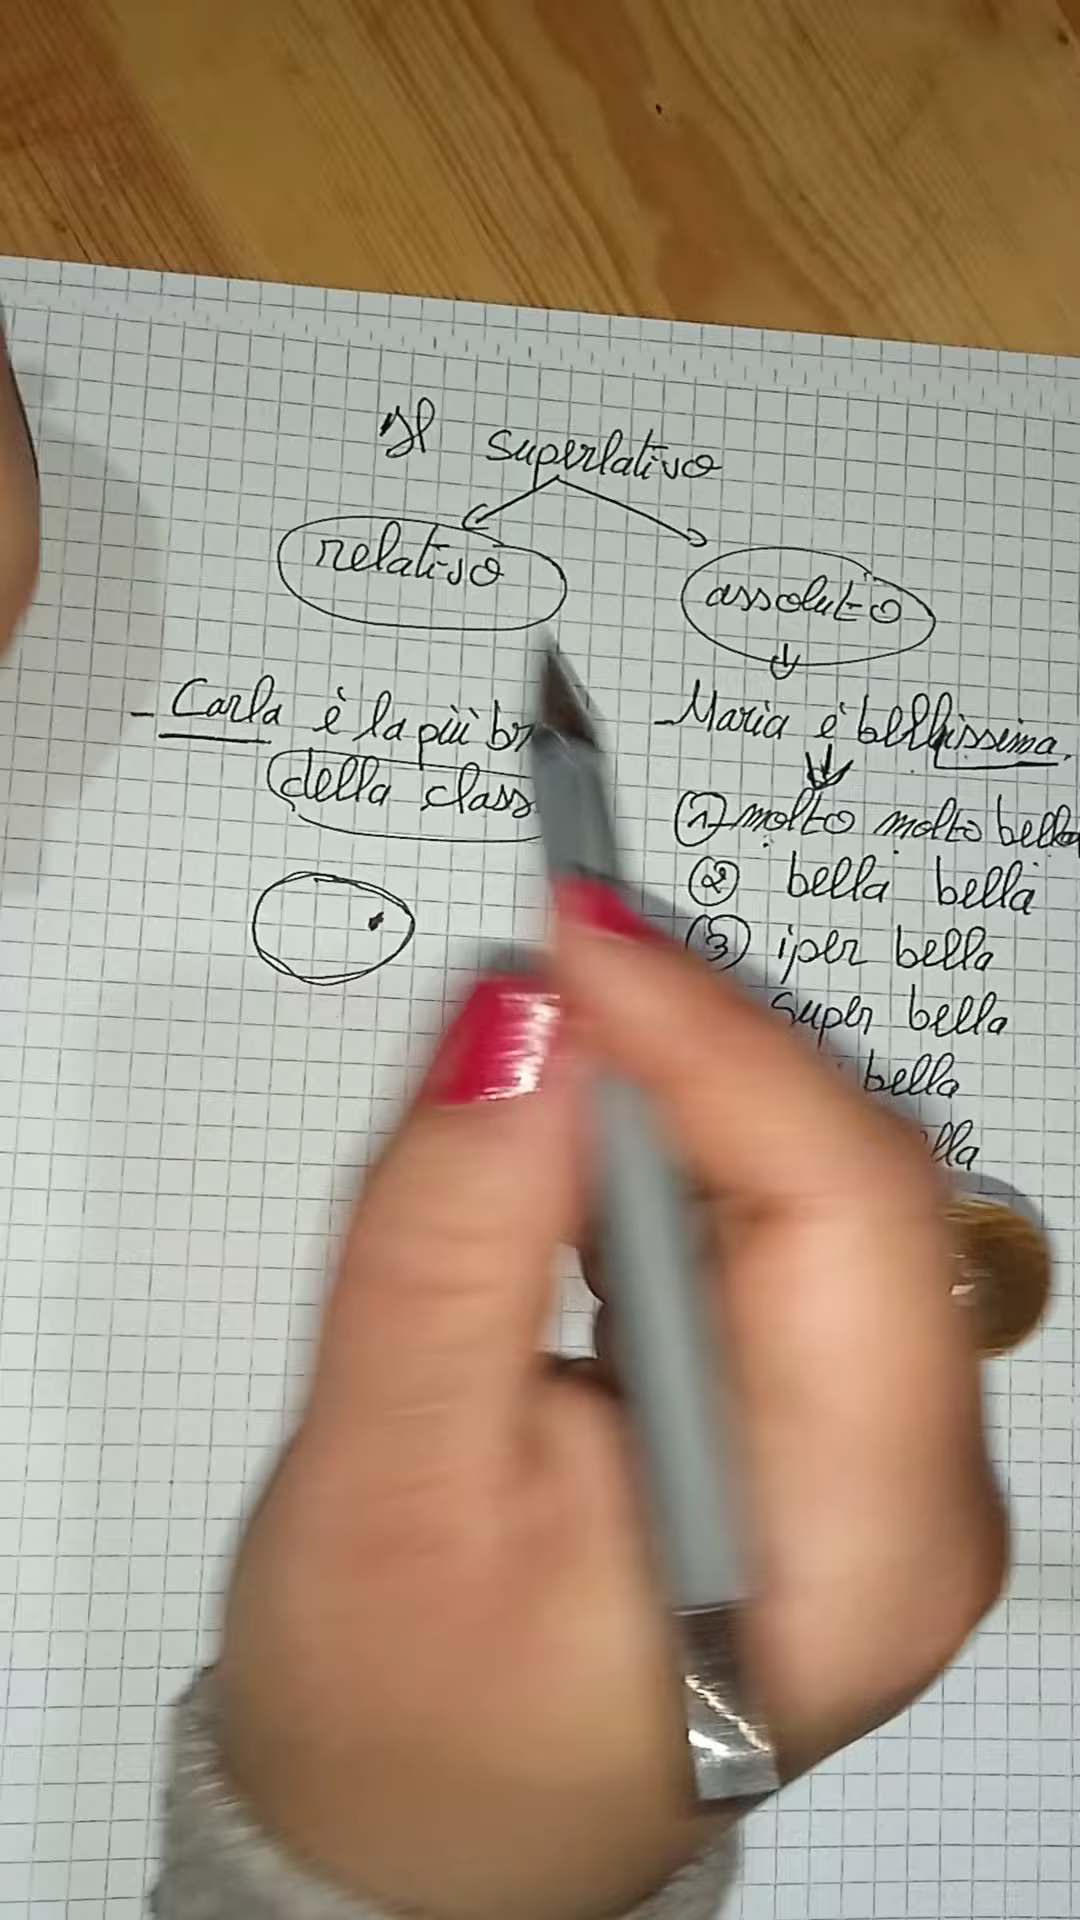 Il superlativo
relativo
assoluto
- Carla è la più
della
- Maria è bellissima.
① molto molto bella
② bella bella
③ iper bella
super bella
bella